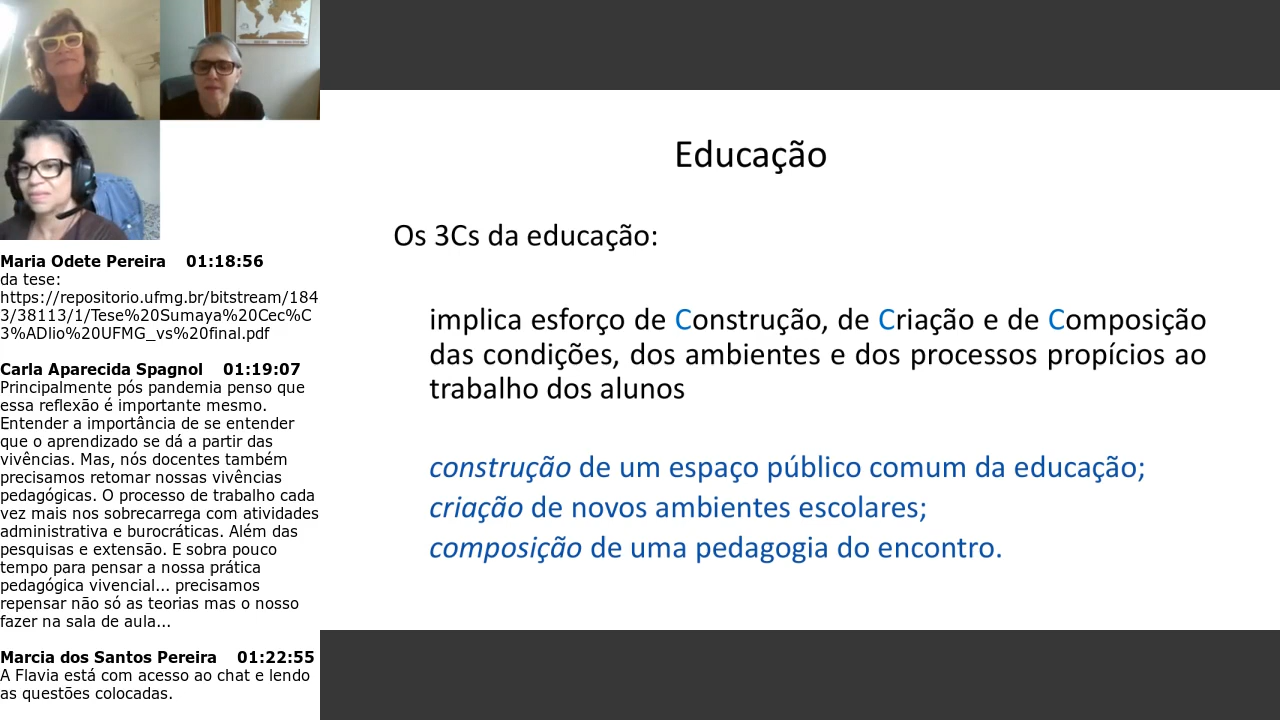 Maria Odete Pereira 01:18:56
da tese:
https://repositorio.ufmg.br/bitstream/184
3/38113/1/Tese%20Sumaya%20Cec%C
3%ADlio%20UFMG_vs%20final.pdf
Carla Aparecida Spagnol 01:19:07
Principalmente pós pandemia penso que
essa reflexão é importante mesmo.
Entender a importância de se entender
que o aprendizado se dá a partir das
vivências. Mas, nós docentes também
precisamos retomar nossas vivências
pedagógicas. O processo de trabalho cada
vez mais nos sobrecarrega com atividades
administrativa e burocráticas. Além das
pesquisas e extensão. E sobra pouco
tempo para pensar a nossa prática
pedagógica vivencial... precisamos
repensar não só as teorias mas o nosso
fazer na sala de aula...
Marcia dos Santos Pereira 01:22:55
A Flavia está com acesso ao chat e lendo
as questões colocadas.
Educação
Os 3Cs da educação:
implica esforço de Construção, de Criação e de Composição
das condições, dos ambientes e dos processos propícios ao
trabalho dos alunos
construção de um espaço público comum da educação;
criação de novos ambientes escolares;
composição de uma pedagogia do encontro.